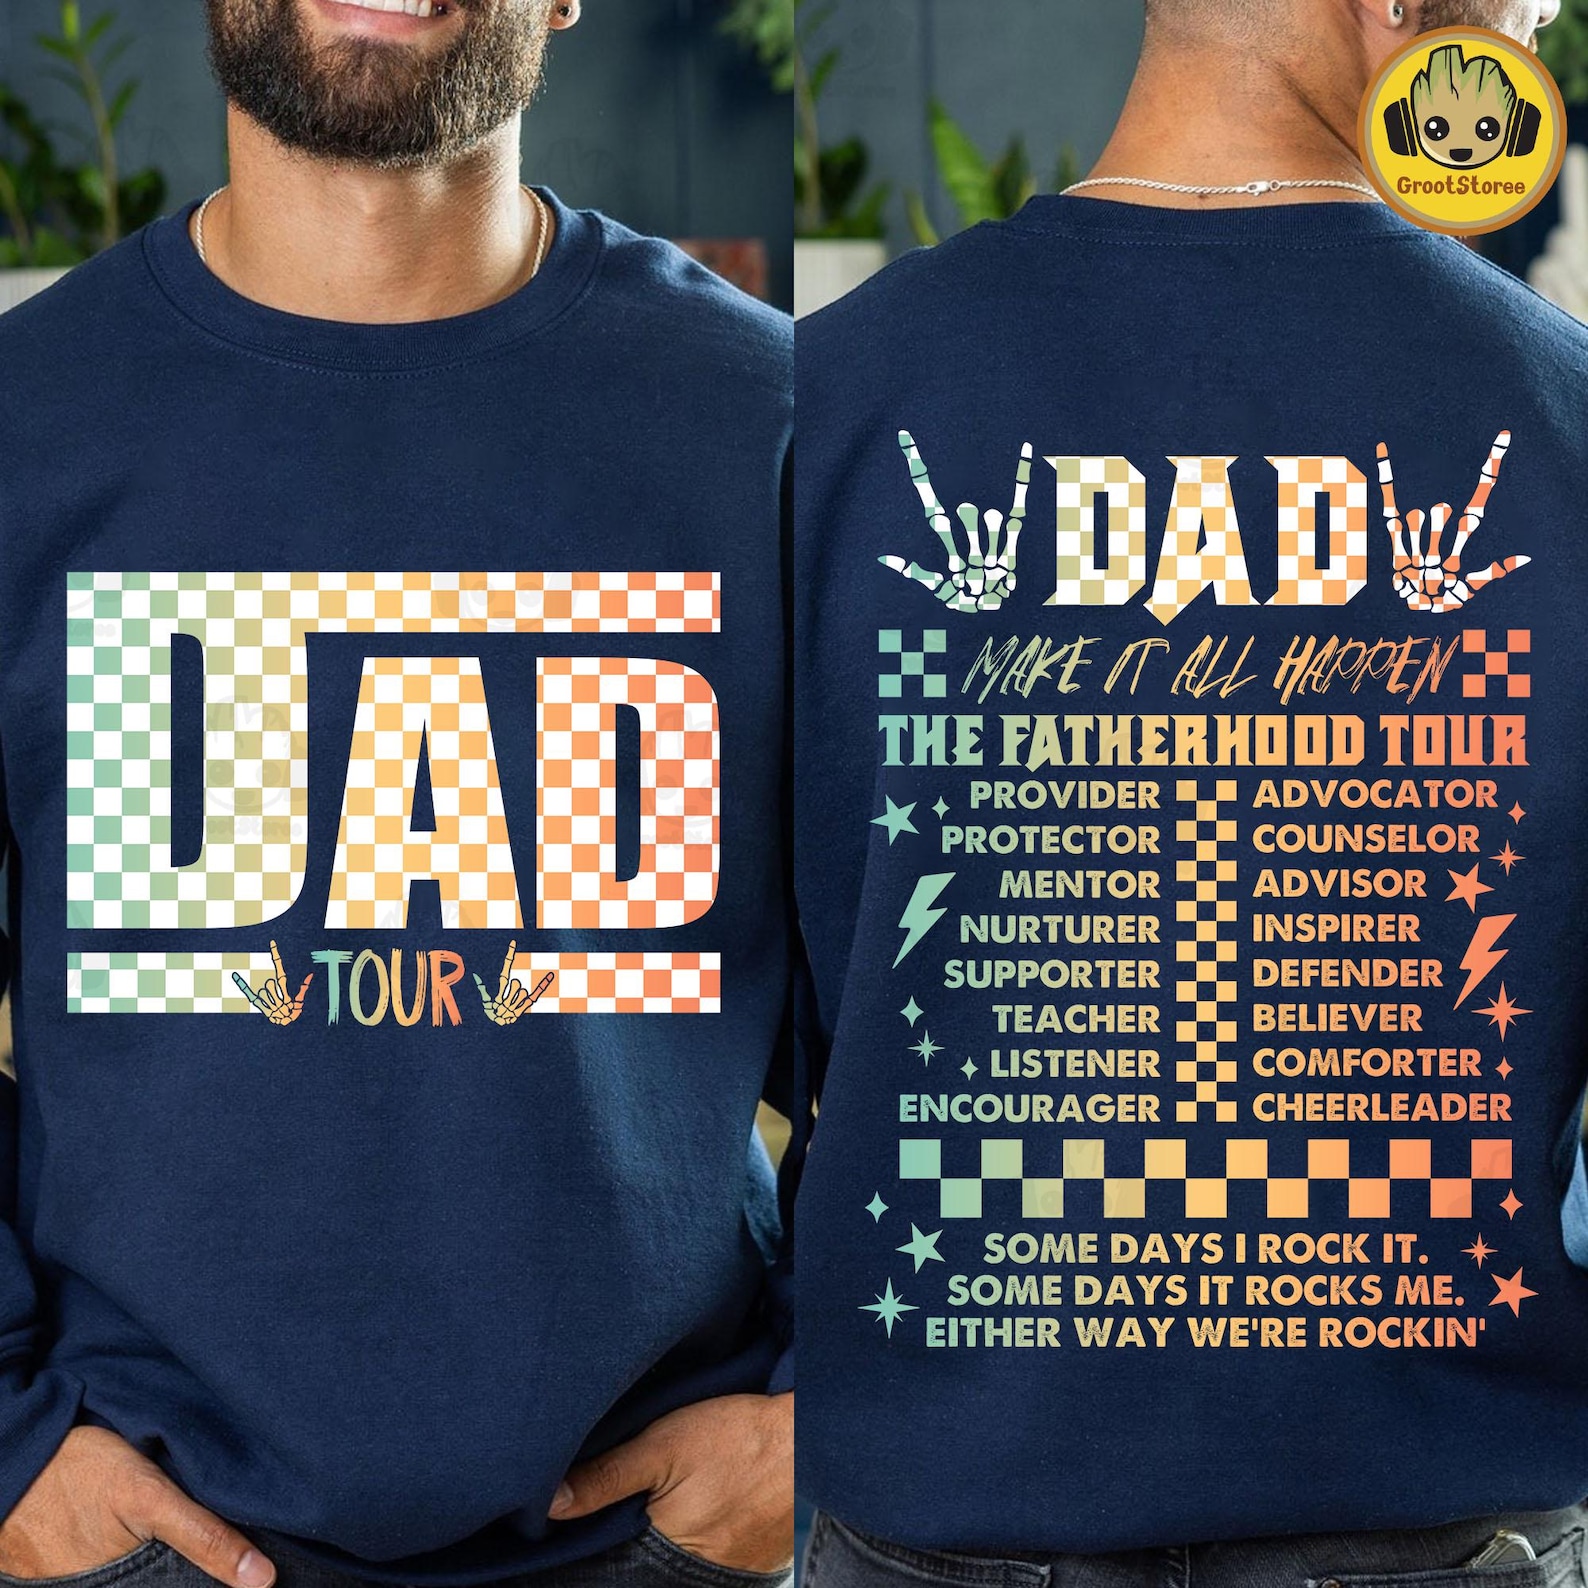 DAD
TOUR
GrootStoree
DAD
MAKE IT ALL HAPPEN
THE FATHERHOOD TOUR
PROVIDER ADVOCATOR
PROTECTOR COUNSELOR
MENTOR ADVISOR
NURTURER INSPIRER
SUPPORTER DEFENDER
TEACHER BELIEVER
LISTENER COMFORTER
ENCOURAGER CHEERLEADER
SOME DAYS I ROCK IT.
SOME DAYS IT ROCKS ME.
EITHER WAY WE'RE ROCKIN'